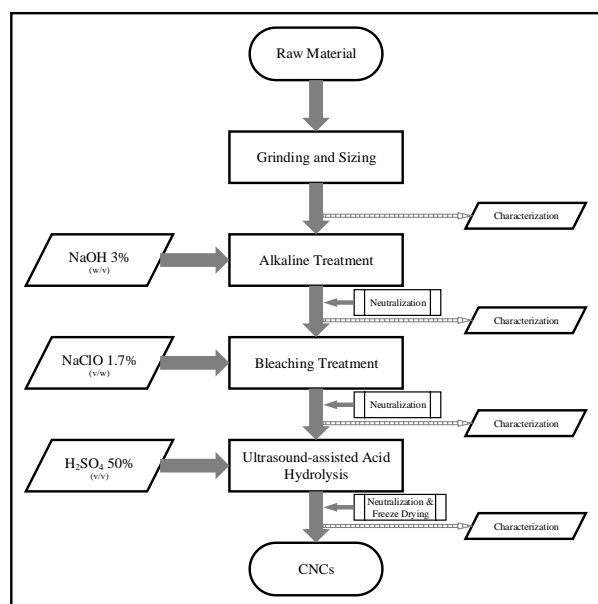 Raw Material
Grinding and Sizing
Characterization
NaOH 3%
(w/v)
Alkaline Treatment
Neutralization
Characterization
NaClO 1.7%
(v/w)
Bleaching Treatment
Neutralization
Characterization
H₂SO₄ 50%
(v/v)
Ultrasound-assisted Acid
Hydrolysis
Neutralization &
Freeze Drying
Characterization
CNCs